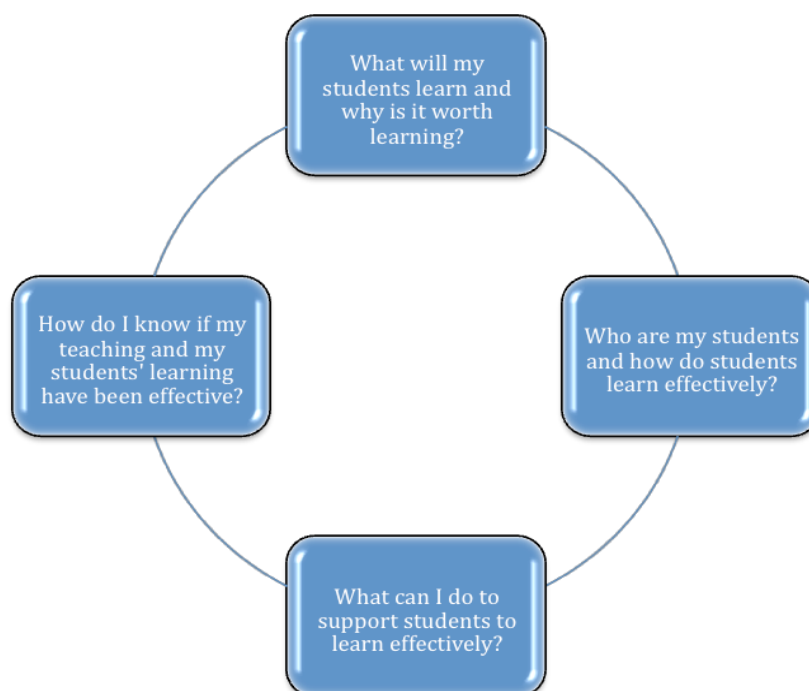 What will my
students learn and
why is it worth
learning?
Who are my students
and how do students
learn effectively?
What can I do to
support students to
learn effectively?
How do I know if my
teaching and my
students' learning
have been effective?